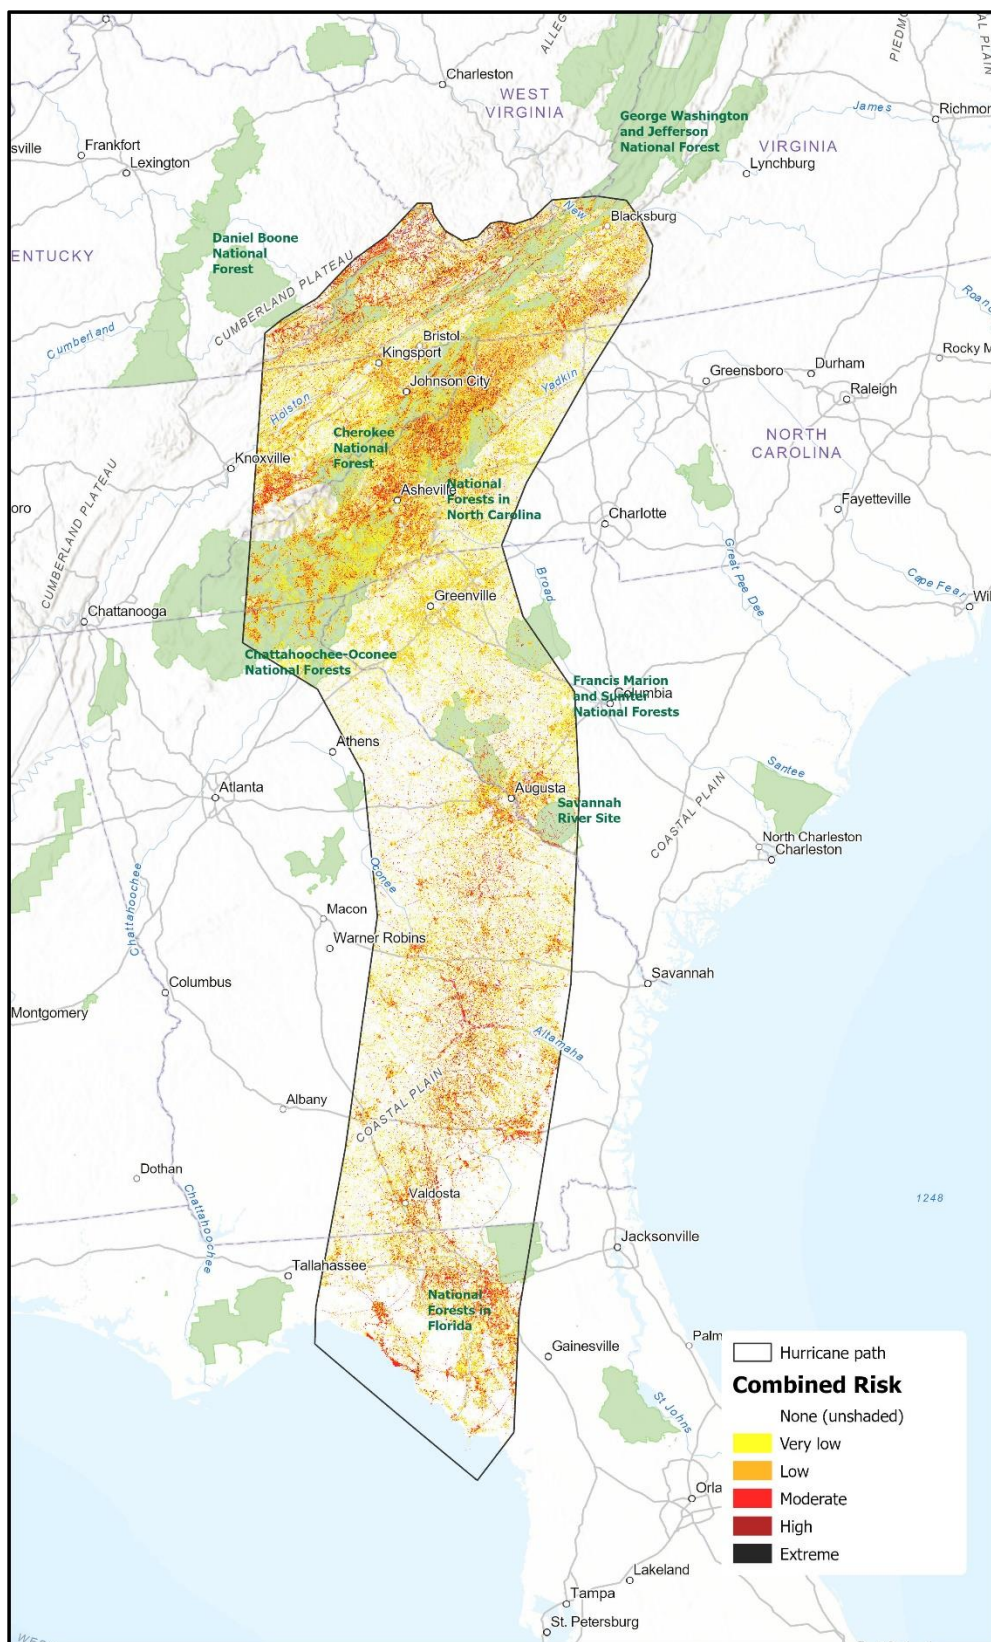 ALLEG
PIEDM
AL PLAIN
Charleston
WEST
VIRGINIA
George Washington
and Jefferson
National Forest
James
Richmon
sville
Frankfort
Lexington
VIRGINIA
Lynchburg
New
Blacksburg
Daniel Boone
National
Forest
ENTUCKY
CUMBERLAND PLATEAU
Roano
Cumberland
Bristol
Kingsport
Johnson City
Holston
Yadkin
Greensboro
Durham
Raleigh
Rocky M
Cherokee
National
Forest
NORTH
CAROLINA
Knoxville
CUMBERLAND PLATEAU
Asheville
National
Forests in
North Carolina
oro
Charlotte
Fayetteville
Great Pee Dee
Cape Fear
Wil
Broad
Chattanooga
Greenville
Chattahoochee-Oconee
National Forests
Francis Marion
and Sumter
National Forests
Columbia
Athens
Atlanta
Santee
Augusta
Savannah
River Site
COASTAL PLAIN
North Charleston
Charleston
Oconee
Chattahoochee
Macon
Warner Robins
Columbus
Savannah
Montgomery
Altamaha
Albany
COASTAL PLAIN
Dothan
Chattahoochee
Valdosta
1248
Jacksonville
Tallahassee
National
Forests in
Florida
Gainesville
Palm
St Johns
Hurricane path
Combined Risk
None (unshaded)
Very low
Low
Moderate
High
Extreme
Orla
Lakeland
Tampa
St. Petersburg